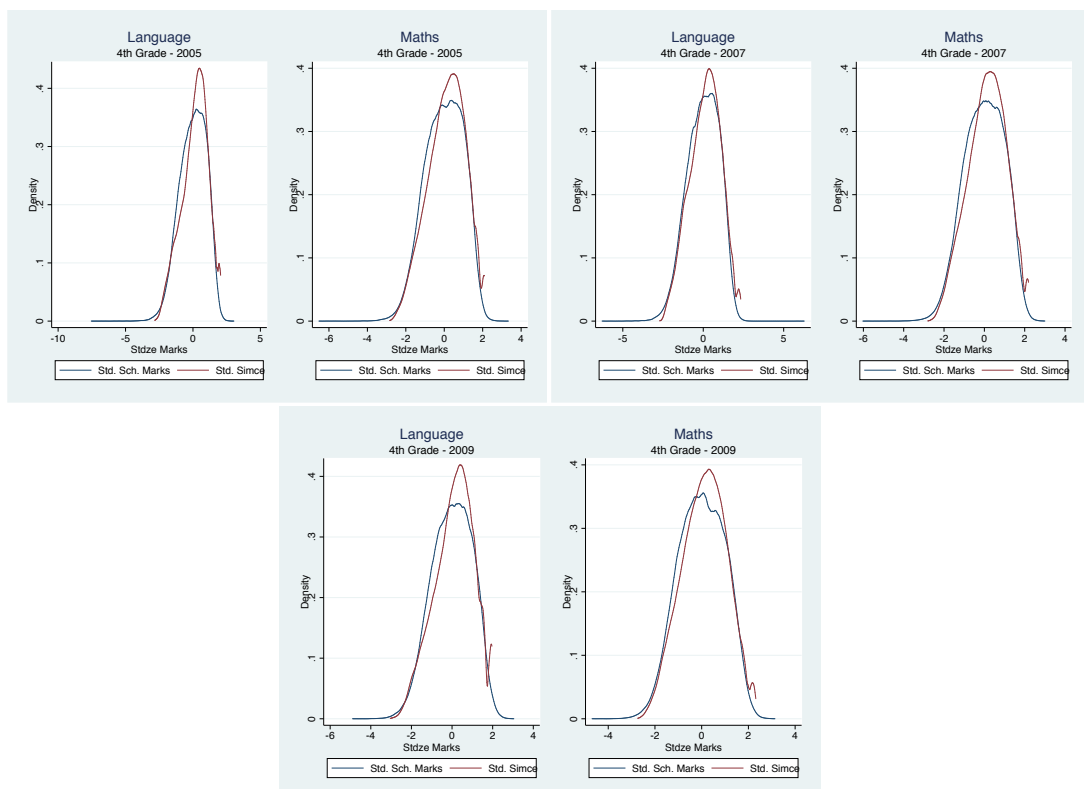 Language
4th Grade - 2005
Density
0 .1 .2 .3 .4
-10 -5 0 5
Stdze Marks
Std. Sch. Marks Std. Simce
Maths
4th Grade - 2005
Density
0 .1 .2 .3 .4
-6 -4 -2 0 2 4
Stdze Marks
Std. Sch. Marks Std. Simce
Language
4th Grade - 2007
Density
0 .1 .2 .3 .4
-5 0 5
Stdze Marks
Std. Sch. Marks Std. Simce
Maths
4th Grade - 2007
Density
0 .1 .2 .3 .4
-6 -4 -2 0 2 4
Stdze Marks
Std. Sch. Marks Std. Simce
Language
4th Grade - 2009
Density
0 .1 .2 .3 .4
-6 -4 -2 0 2 4
Stdze Marks
Std. Sch. Marks Std. Simce
Maths
4th Grade - 2009
Density
0 .1 .2 .3 .4
-4 -2 0 2 4
Stdze Marks
Std. Sch. Marks Std. Simce